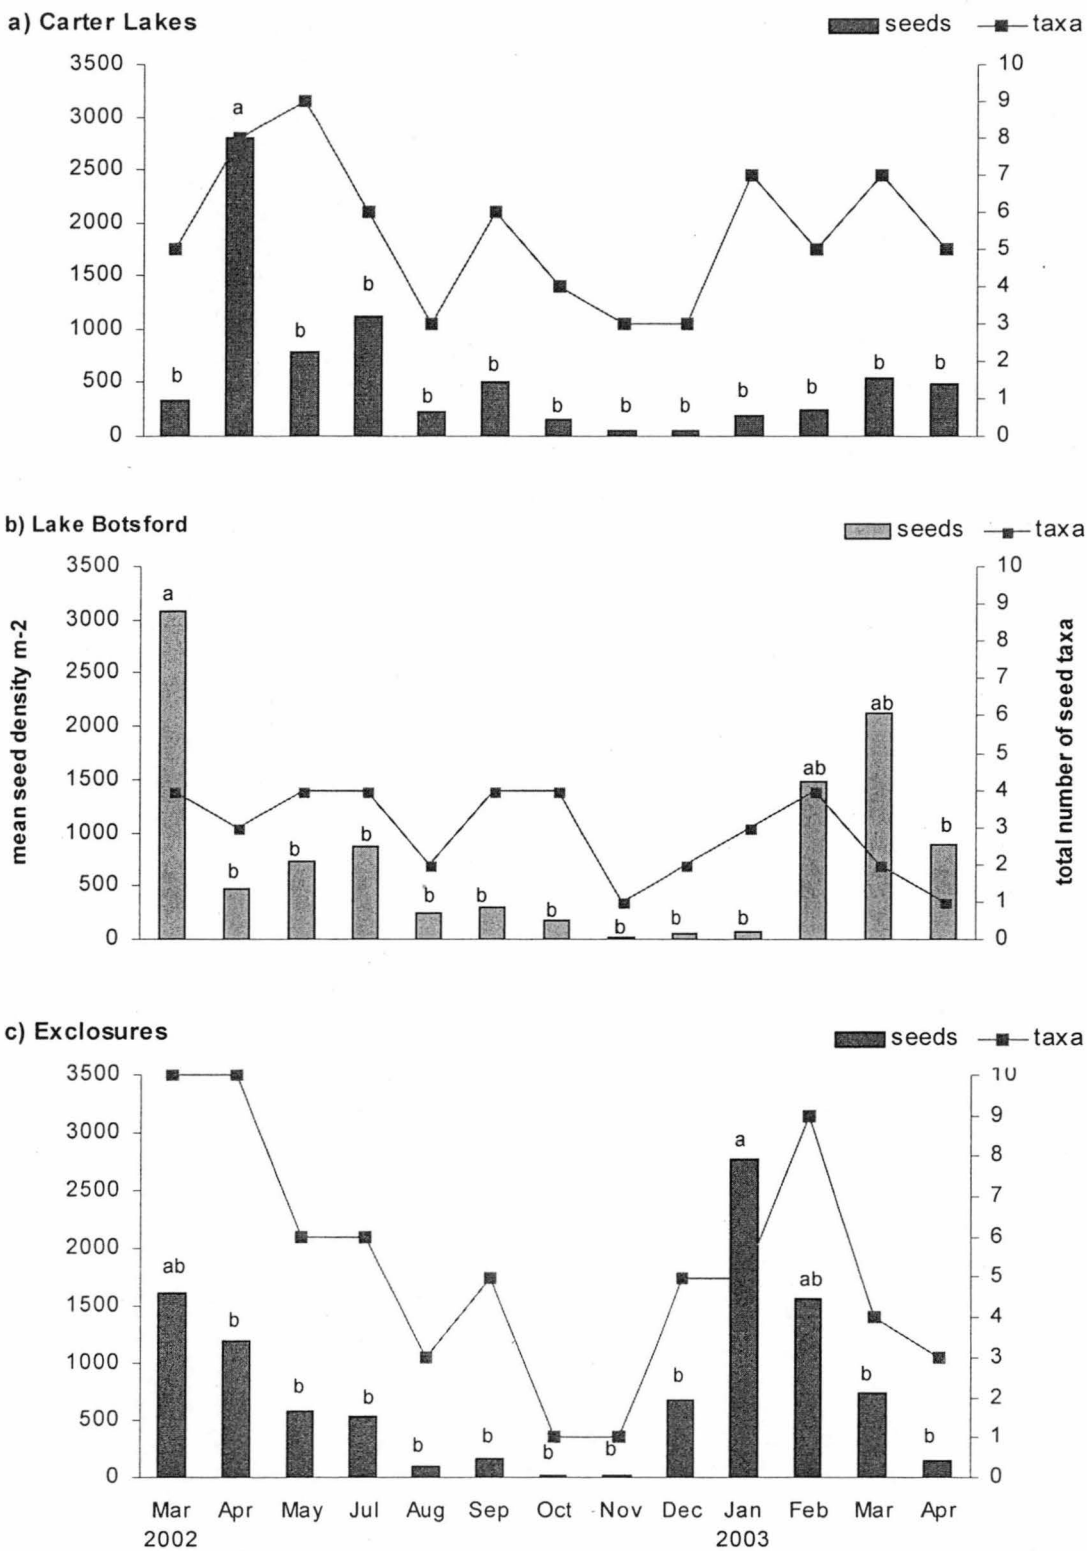 a) Carter Lakes
seeds taxa
3500 10
9
3000 a
8
2500 7
6
2000
5
1500 b
4
1000 b 3
b b b
500 b b b b 2
b b b 1
0 0
b) Lake Botsford
seeds taxa
3500 10
a
3000 9
8
2500 7
ab
2000 6
5
1500 ab
4
1000 b b 3
b b 2
500 b b b
b b b 1
0 0
mean seed density m-2
total number of seed taxa
c) Exclosures
seeds taxa
3500 10
3000 9
a
8
2500
7
2000 6
ab ab
1500 5
b 4
1000
b b b b 3
500 2
b b b b b 1
0 0
Mar Apr May Jul Aug Sep Oct Nov Dec Jan Feb Mar Apr
2002 2003